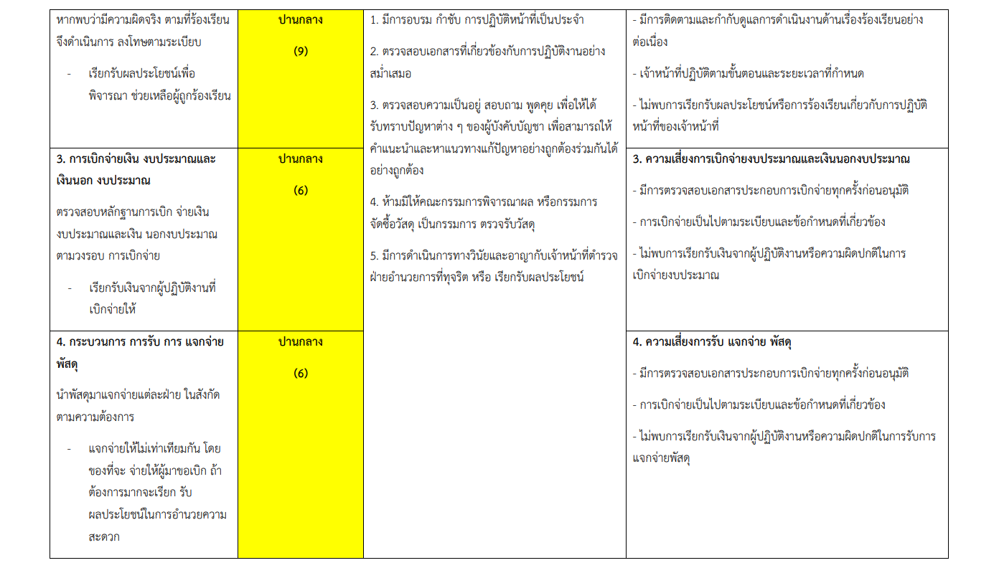 หากพบว่ามีความผิดจริง ตามที่ร้องเรียน
จึงดำเนินการ ลงโทษตามระเบียบ
- เรียกรับผลประโยชน์เพื่อ
พิจารณา ช่วยเหลือผู้ถูกร้องเรียน
ปานกลาง
(9)
1. มีการอบรม กำชับ การปฏิบัติหน้าที่เป็นประจำ
2. ตรวจสอบเอกสารที่เกี่ยวข้องกับการปฏิบัติงานอย่าง
สม่ำเสมอ
3. ตรวจสอบความเป็นอยู่ สอบถาม พูดคุย เพื่อให้ได้
รับทราบปัญหาต่าง ๆ ของผู้บังคับบัญชา เพื่อสามารถให้
คำแนะนำและหาแนวทางแก้ปัญหาอย่างถูกต้องร่วมกันได้
อย่างถูกต้อง
4. ห้ามมิให้คณะกรรมการพิจารณาผล หรือกรรมการ
จัดซื้อวัสดุ เป็นกรรมการ ตรวจรับวัสดุ
5. มีการดำเนินการทางวินัยและอาญากับเจ้าหน้าที่ตำรวจ
ฝ่ายอำนวยการที่ทุจริต หรือ เรียกรับผลประโยชน์
- มีการติดตามและกำกับดูแลการดำเนินงานด้านเรื่องร้องเรียนอย่าง
ต่อเนื่อง
- เจ้าหน้าที่ปฏิบัติตามขั้นตอนและระยะเวลาที่กำหนด
- ไม่พบการเรียกรับผลประโยชน์หรือการร้องเรียนเกี่ยวกับการปฏิบัติ
หน้าที่ของเจ้าหน้าที่
3. การเบิกจ่ายเงิน งบประมาณและ
เงินนอก งบประมาณ
ตรวจสอบหลักฐานการเบิก จ่ายเงิน
งบประมาณและเงิน นอกงบประมาณ
ตามวงรอบ การเบิกจ่าย
- เรียกรับเงินจากผู้ปฏิบัติงานที่
เบิกจ่ายให้
ปานกลาง
(6)
3. ความเสี่ยงการเบิกจ่ายงบประมาณและเงินนอกงบประมาณ
- มีการตรวจสอบเอกสารประกอบการเบิกจ่ายทุกครั้งก่อนอนุมัติ
- การเบิกจ่ายเป็นไปตามระเบียบและข้อกำหนดที่เกี่ยวข้อง
- ไม่พบการเรียกรับเงินจากผู้ปฏิบัติงานหรือความผิดปกติในการ
เบิกจ่ายงบประมาณ
4. กระบวนการ การรับ การ แจกจ่าย
พัสดุ
นำพัสดุมาแจกจ่ายแต่ละฝ่าย ในสังกัด
ตามความต้องการ
- แจกจ่ายให้ไม่เท่าเทียมกัน โดย
ของที่จะ จ่ายให้ผู้มาขอเบิก ถ้า
ต้องการมากจะเรียก รับ
ผลประโยชน์ในการอำนวยความ
สะดวก
ปานกลาง
(6)
4. ความเสี่ยงการรับ แจกจ่าย พัสดุ
- มีการตรวจสอบเอกสารประกอบการเบิกจ่ายทุกครั้งก่อนอนุมัติ
- การเบิกจ่ายเป็นไปตามระเบียบและข้อกำหนดที่เกี่ยวข้อง
- ไม่พบการเรียกรับเงินจากผู้ปฏิบัติงานหรือความผิดปกติในการรับการ
แจกจ่ายพัสดุ